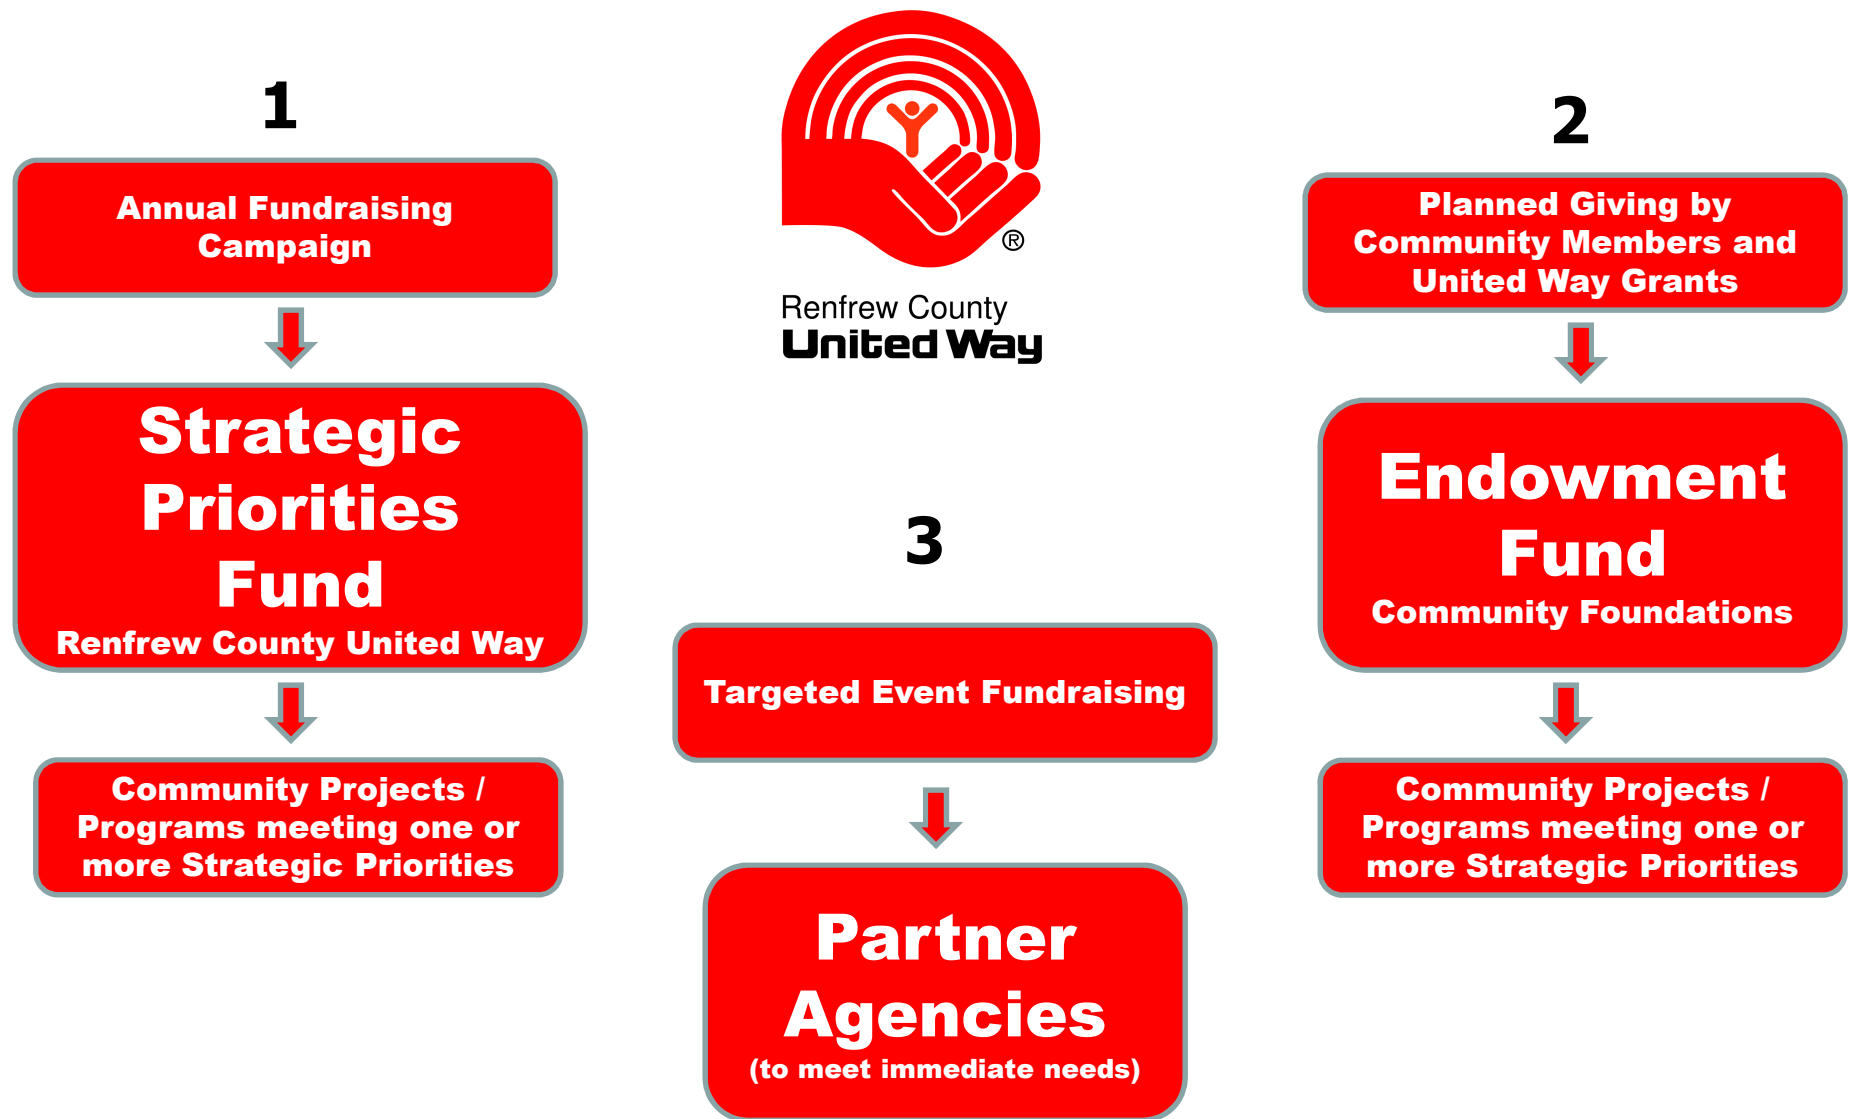 1
Annual Fundraising
Campaign
Strategic
Priorities
Fund
Renfrew County United Way
Community Projects /
Programs meeting one or
more Strategic Priorities
®
Renfrew County
United Way
3
Targeted Event Fundraising
Partner
Agencies
(to meet immediate needs)
2
Planned Giving by
Community Members and
United Way Grants
Endowment
Fund
Community Foundations
Community Projects /
Programs meeting one or
more Strategic Priorities